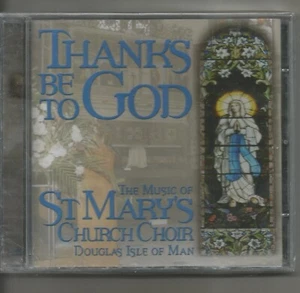 THANKS
BE
TO GOD
THE MUSIC OF
ST MARY'S
CHURCH CHOIR
DOUGLAS ISLE OF MAN